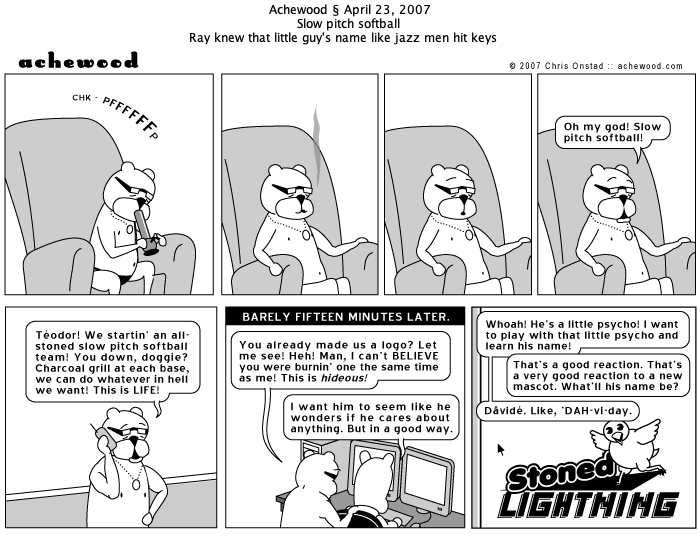 Achewood § April 23, 2007
Slow pitch softball
Ray knew that little guy's name like jazz men hit keys
achewood
© 2007 Chris Onstad :: achewood.com
CHK - PFFFFFFP
Oh my god! Slow
pitch softball!
Téodor! We startin' an all-
stoned slow pitch softball
team! You down, doggie?
Charcoal grill at each base,
we can do whatever in hell
we want! This is LIFE!
BARELY FIFTEEN MINUTES LATER.
You already made us a logo? Let
me see! Heh! Man, I can't BELIEVE
you were burnin' one the same time
as me! This is hideous!
I want him to seem like he
wonders if he cares about
anything. But in a good way.
Whoah! He's a little psycho! I want
to play with that little psycho and
learn his name!
That's a good reaction. That's
a very good reaction to a new
mascot. What'll his name be?
Dåvidé. Like, 'DAH-vi-day.
Stoned
LIGHTNING